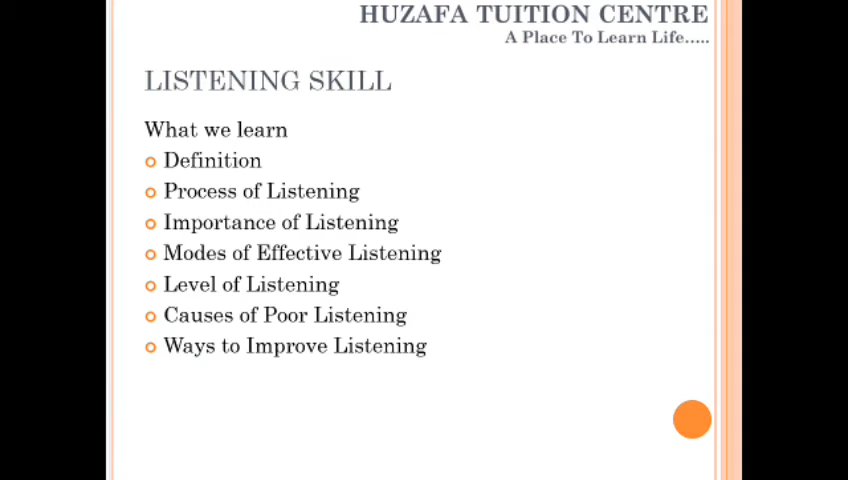 HUZAFA TUITION CENTRE
A Place To Learn Life.....
LISTENING SKILL
What we learn
Definition
Process of Listening
Importance of Listening
Modes of Effective Listening
Level of Listening
Causes of Poor Listening
Ways to Improve Listening